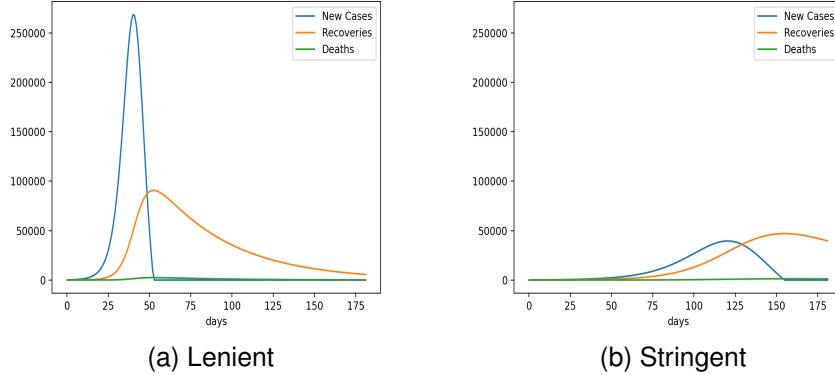 New Cases
Recoveries
Deaths
250000
200000
150000
100000
50000
0
0 25 50 75 100 125 150 175
days
(a) Lenient
New Cases
Recoveries
Deaths
250000
200000
150000
100000
50000
0
0 25 50 75 100 125 150 175
days
(b) Stringent